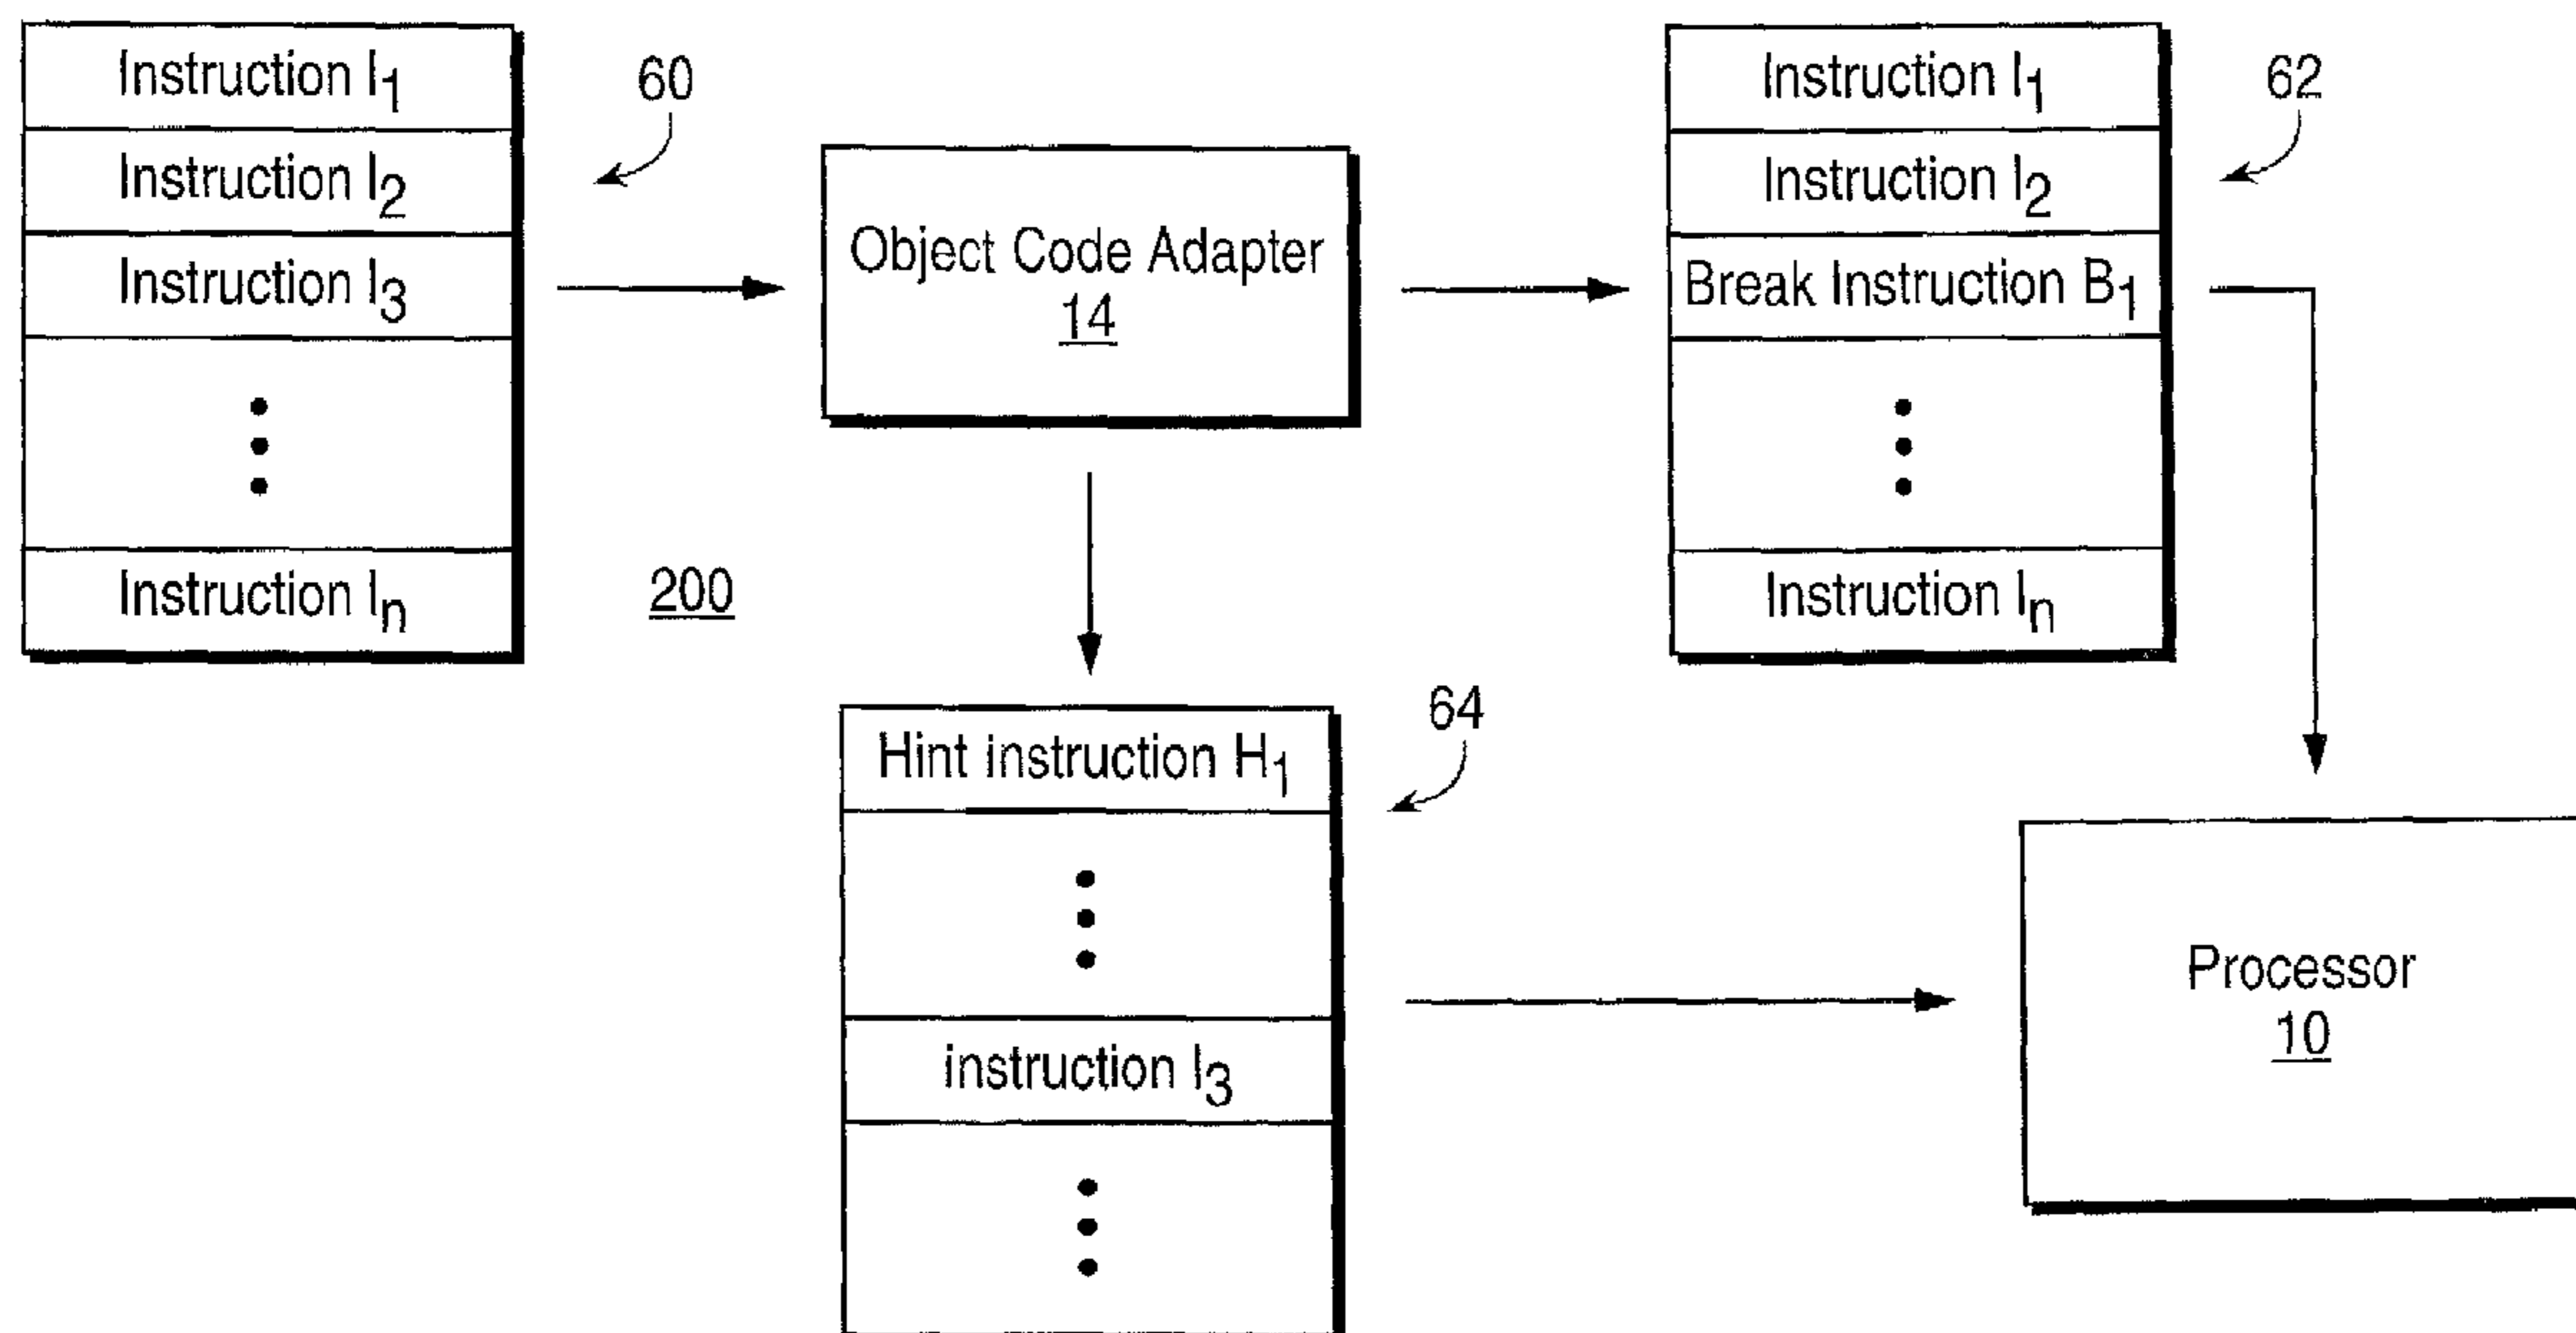 Instruction I1
Instruction I2
Instruction I3
Instruction In
60
Object Code Adapter
14
Instruction I1
Instruction I2
Break Instruction B1
Instruction In
62
200
Hint instruction H1
instruction I3
64
Processor
10